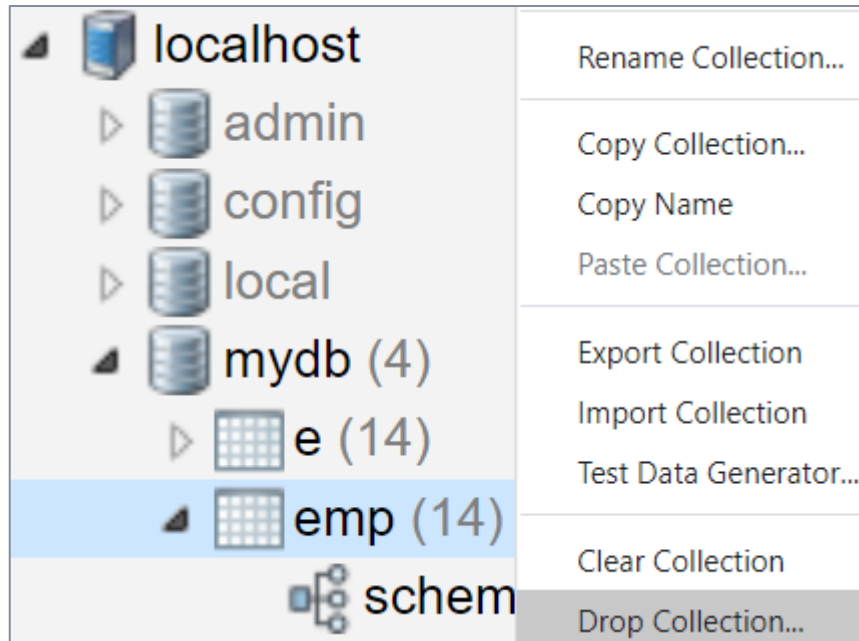 localhost
admin
config
local
mydb (4)
e (14)
emp (14)
schem
Rename Collection...
Copy Collection...
Copy Name
Paste Collection...
Export Collection
Import Collection
Test Data Generator...
Clear Collection
Drop Collection...